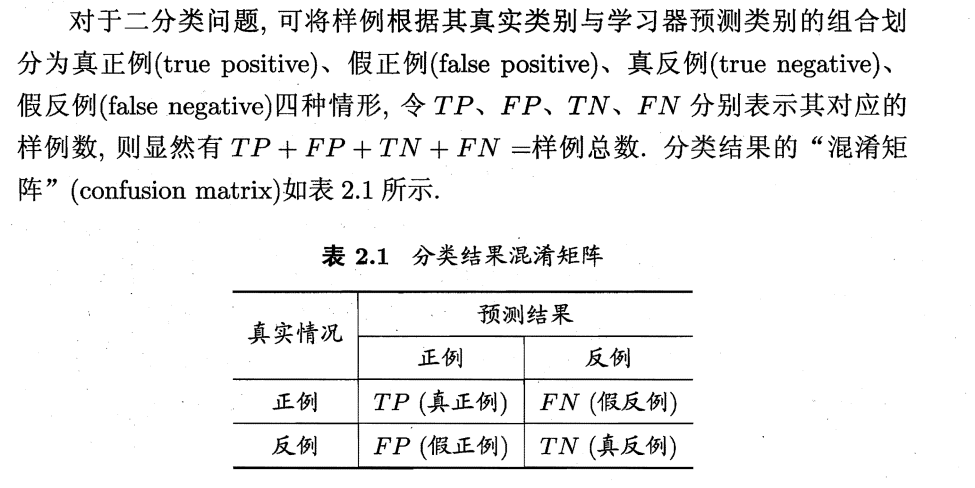 对于二分类问题, 可将样例根据其真实类别与学习器预测类别的组合划
分为真正例(true positive)、假正例(false positive)、真反例(true negative)、
假反例(false negative)四种情形, 令 TP、FP、TN、FN 分别表示其对应的
样例数, 则显然有 TP + FP + TN + FN =样例总数. 分类结果的“混淆矩
阵”(confusion matrix)如表 2.1 所示.
表 2.1 分类结果混淆矩阵
真实情况 预测结果
正例 反例
正例 TP (真正例) FN (假反例)
反例 FP (假正例) TN (真反例)